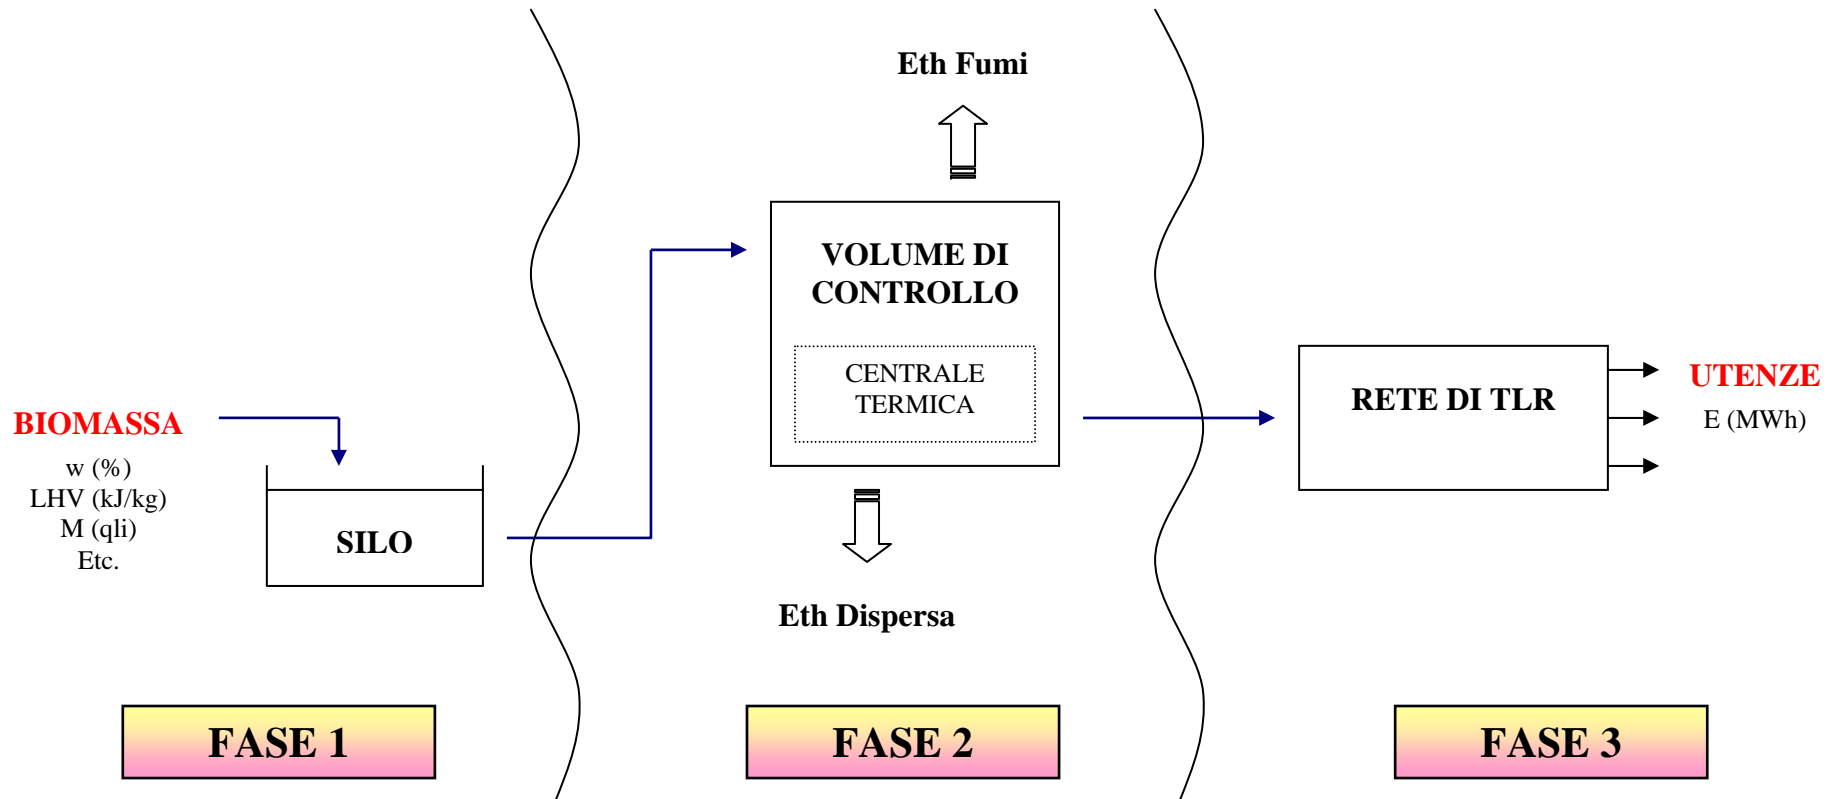 Eth Fumi
VOLUME DI
CONTROLLO
CENTRALE
TERMICA
Eth Dispersa
BIOMASSA
w (%)
LHV (kJ/kg)
M (qli)
Etc.
SILO
RETE DI TLR
UTENZE
E (MWh)
FASE 1
FASE 2
FASE 3